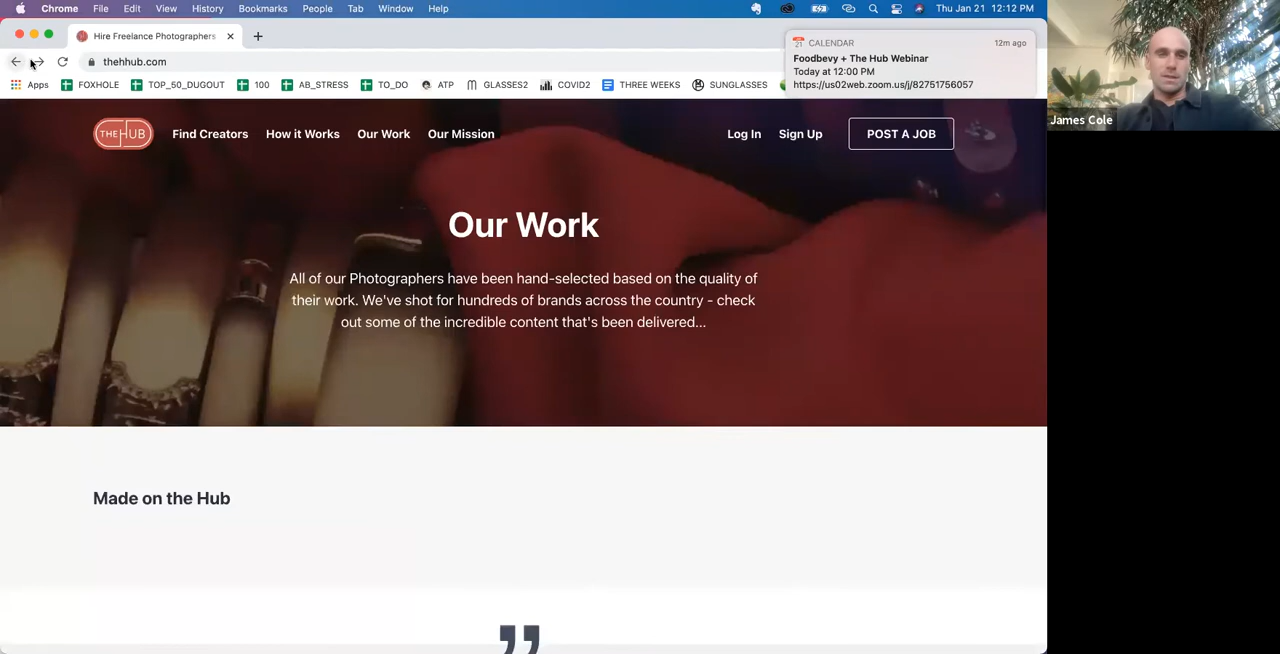 Chrome File Edit View History Bookmarks People Tab Window Help Thu Jan 21 12:12 PM
Hire Freelance Photographers
thehhub.com
CALENDAR 12m ago
Foodbevy + The Hub Webinar
Today at 12:00 PM
https://us02web.zoom.us/j/82751756057
Apps FOXHOLE TOP_50_DUGOUT 100 AB_STRESS TO_DO ATP GLASSES2 COVID2 THREE WEEKS SUNGLASSES
James Cole
THE HUB Find Creators How it Works Our Work Our Mission Log In Sign Up POST A JOB
Our Work
All of our Photographers have been hand-selected based on the quality of
their work. We've shot for hundreds of brands across the country - check
out some of the incredible content that's been delivered...
Made on the Hub
”